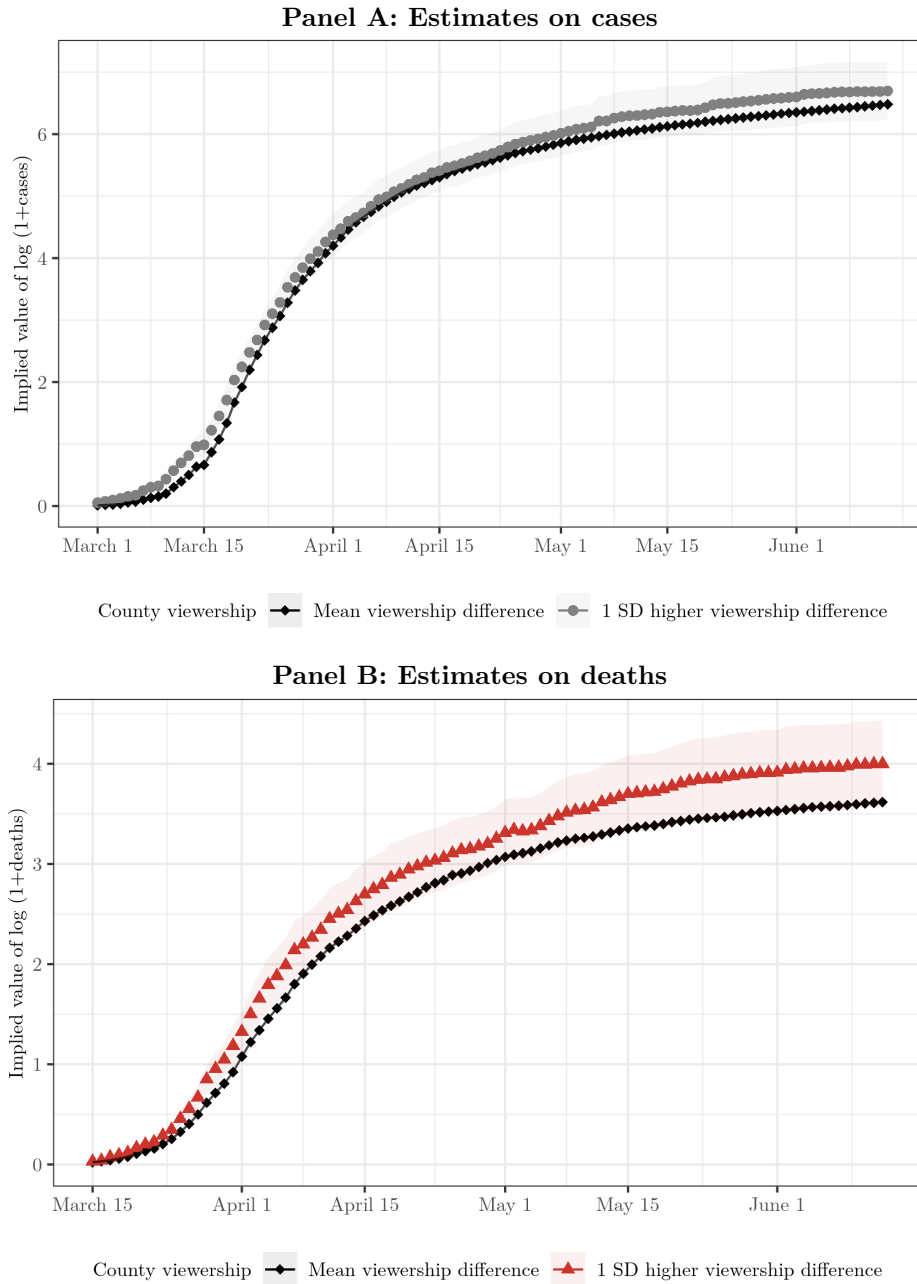 Panel A: Estimates on cases
Implied value of log (1+cases)
6
4
2
0
March 1 March 15 April 1 April 15 May 1 May 15 June 1
County viewership Mean viewership difference 1 SD higher viewership difference
Panel B: Estimates on deaths
Implied value of log (1+deaths)
4
3
2
1
0
March 15 April 1 April 15 May 1 May 15 June 1
County viewership Mean viewership difference 1 SD higher viewership difference